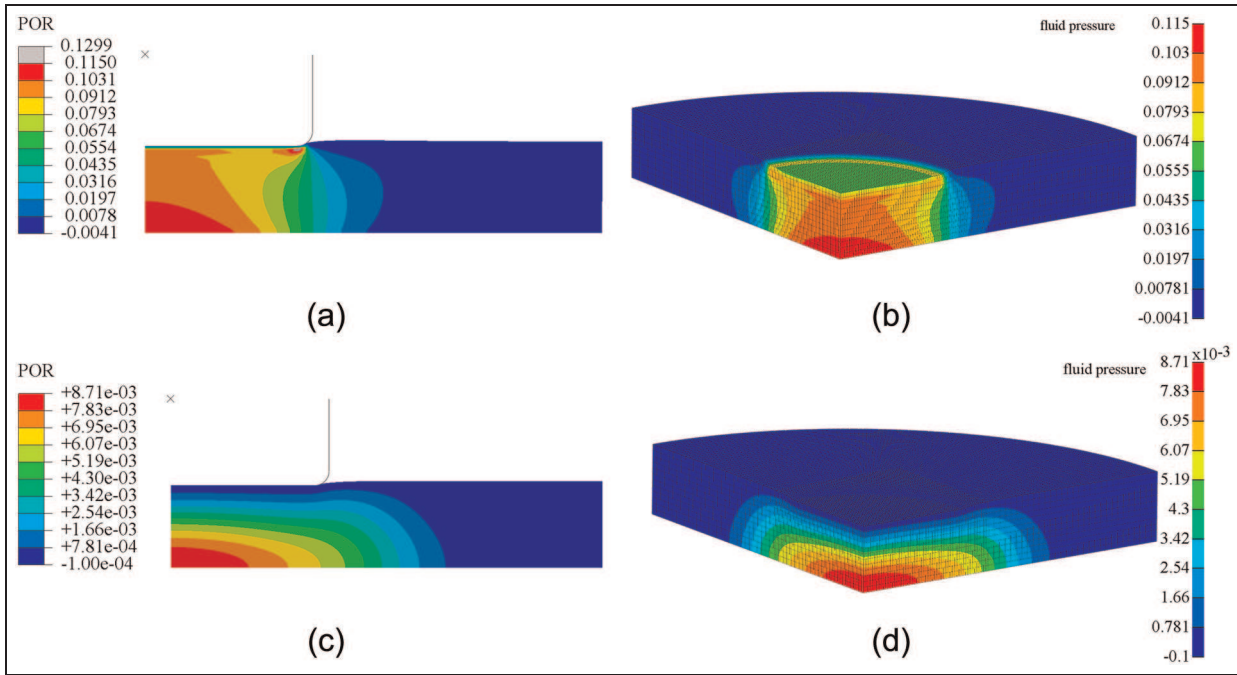 POR
0.1299
0.1150
0.1031
0.0912
0.0793
0.0674
0.0554
0.0435
0.0316
0.0197
0.0078
-0.0041
(a)
fluid pressure
0.115
0.103
0.0912
0.0793
0.0674
0.0555
0.0435
0.0316
0.0197
0.00781
-0.0041
(b)
POR
+8.71e-03
+7.83e-03
+6.95e-03
+6.07e-03
+5.19e-03
+4.30e-03
+3.42e-03
+2.54e-03
+1.66e-03
+7.81e-04
-1.00e-04
(c)
fluid pressure
x10-3
8.71
7.83
6.95
6.07
5.19
4.3
3.42
2.54
1.66
0.781
-0.1
(d)